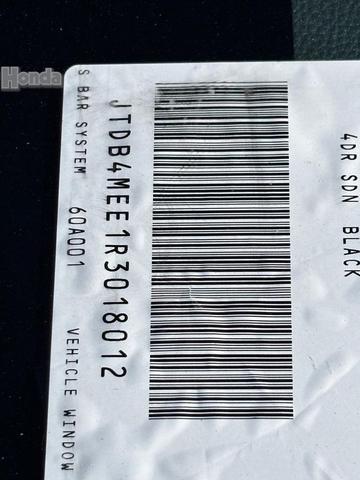 Honda
4DR SDN BLACK
JTDB4MEE1R3018012
S BAR SYSTEM 60A001 VEHICLE WINDOW